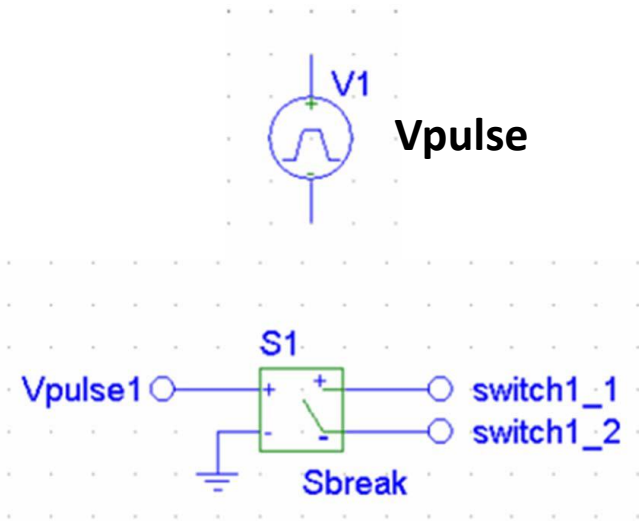 V1
Vpulse
S1
Vpulse1
+
+
switch1_1
-
-
switch1_2
Sbreak